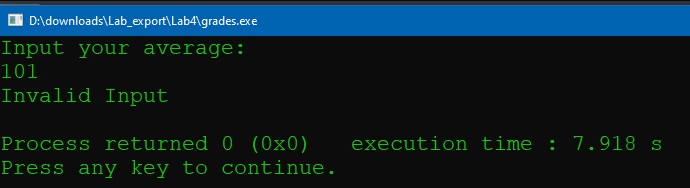 D:\downloads\Lab_export\Lab4\grades.exe
Input your average:
101
Invalid Input
Process returned 0 (0x0)   execution time : 7.918 s
Press any key to continue.